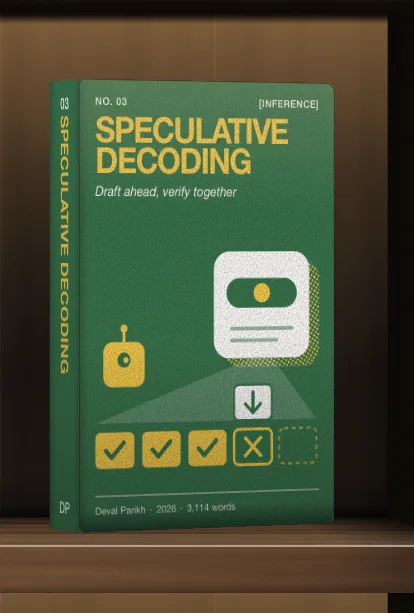 03 SPECULATIVE DECODING
DP
NO. 03
[INFERENCE]
SPECULATIVE
DECODING
Draft ahead, verify together
Deval Parikh · 2026 · 3,114 words